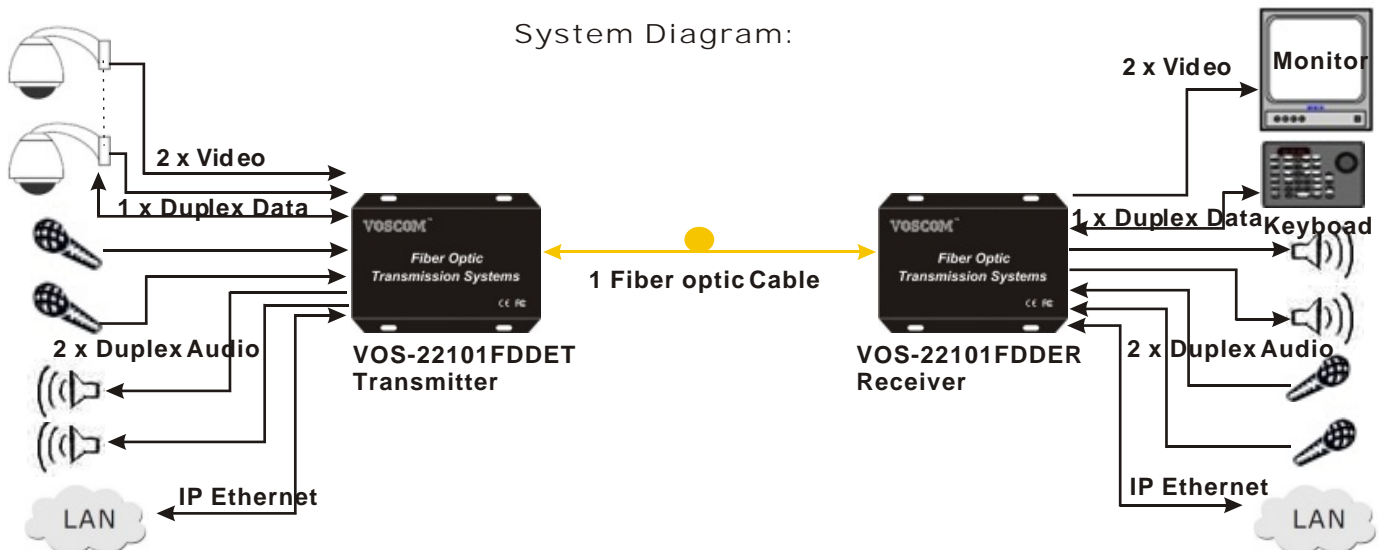 System Diagram:
2 x Video
1 x Duplex Data
2 x Duplex Audio
IP Ethernet
LAN
VOSCOM™
Fiber Optic
Transmission Systems
CE FC
VOS-22101FDDET
Transmitter
1 Fiber optic Cable
VOSCOM™
Fiber Optic
Transmission Systems
CE FC
VOS-22101FDDER
Receiver
2 x Video
Monitor
1 x Duplex Data
Keyboad
2 x Duplex Audio
IP Ethernet
LAN